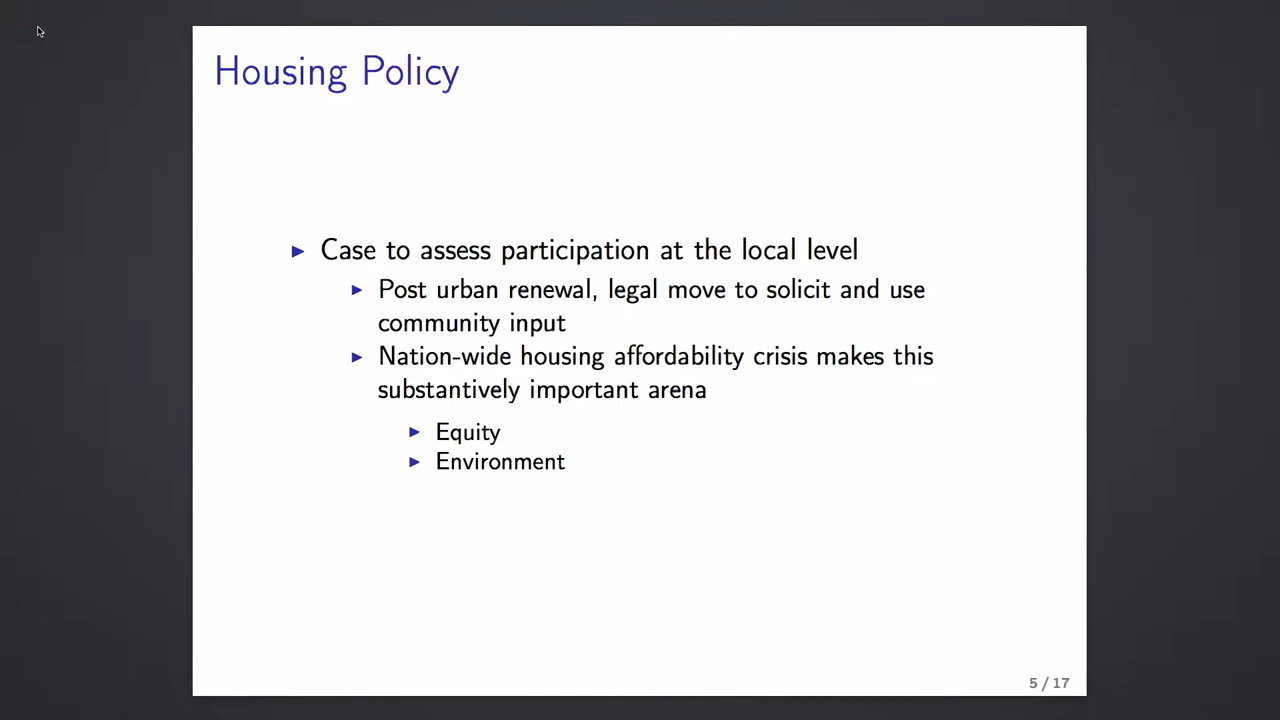 Housing Policy
Case to assess participation at the local level
Post urban renewal, legal move to solicit and use
community input
Nation-wide housing affordability crisis makes this
substantively important arena
Equity
Environment
5 / 17